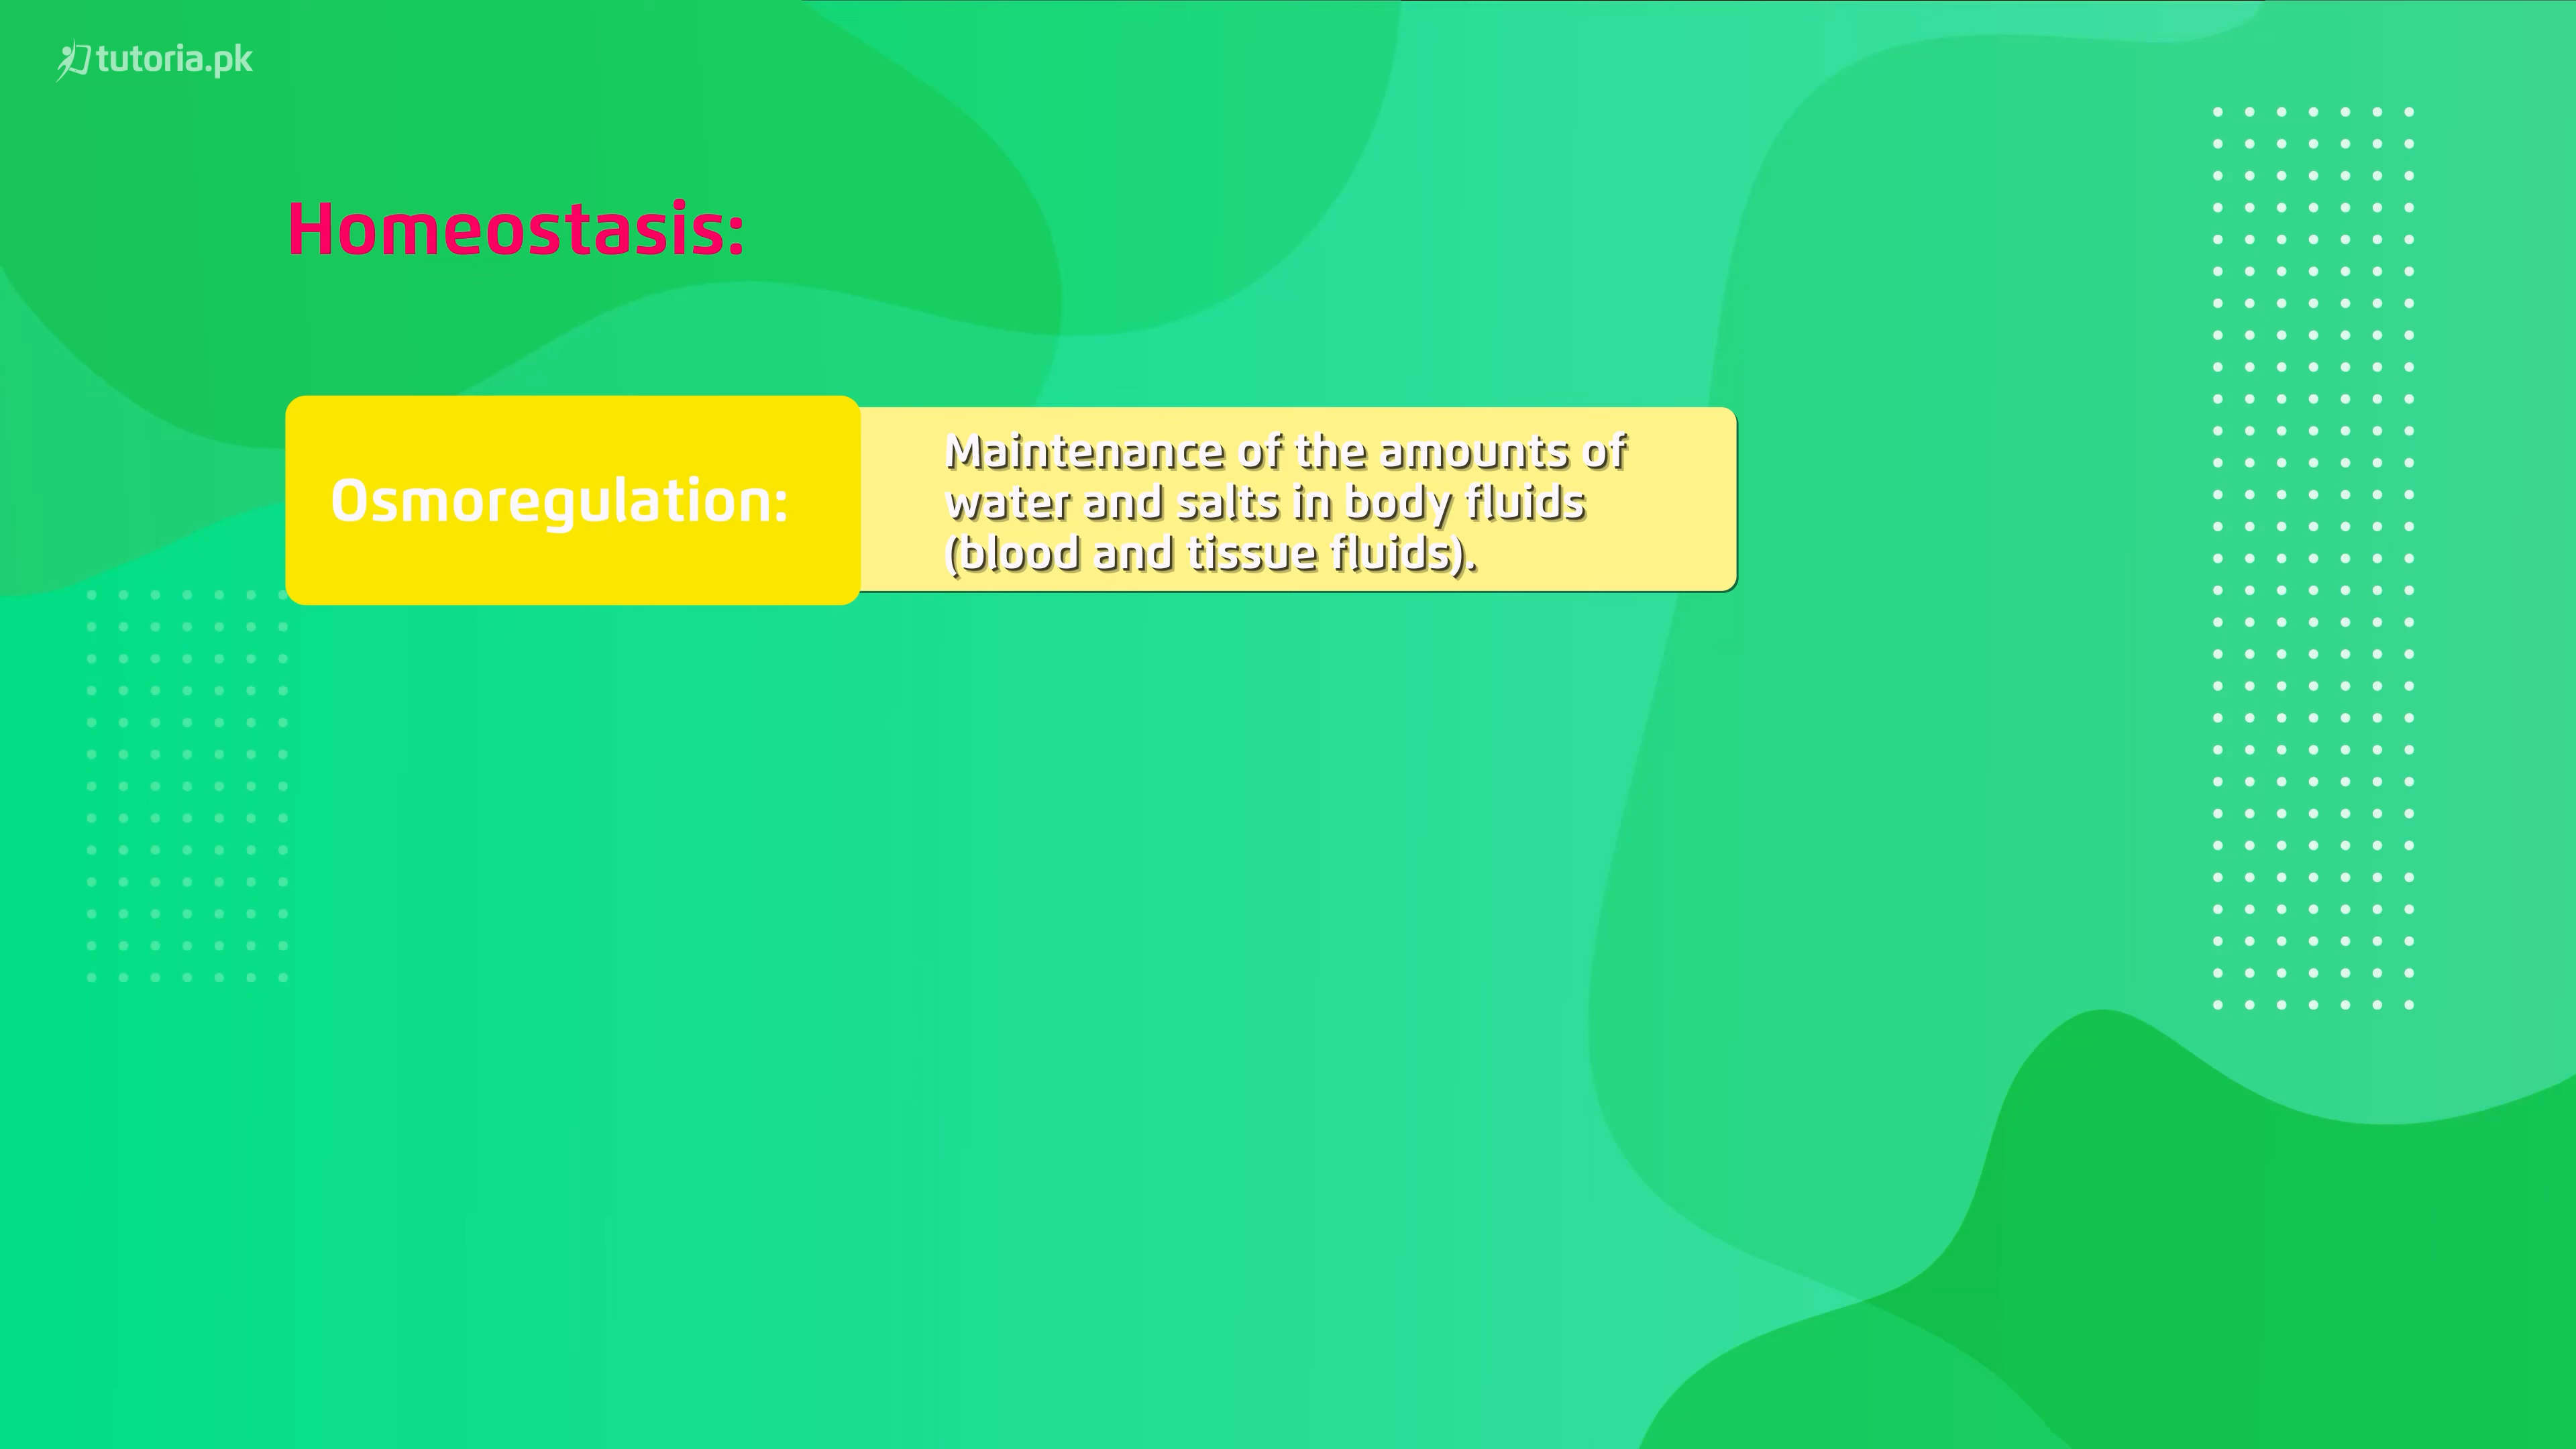 tutoria.pk
Homeostasis:
Osmoregulation:
Maintenance of the amounts of
water and salts in body fluids
(blood and tissue fluids).